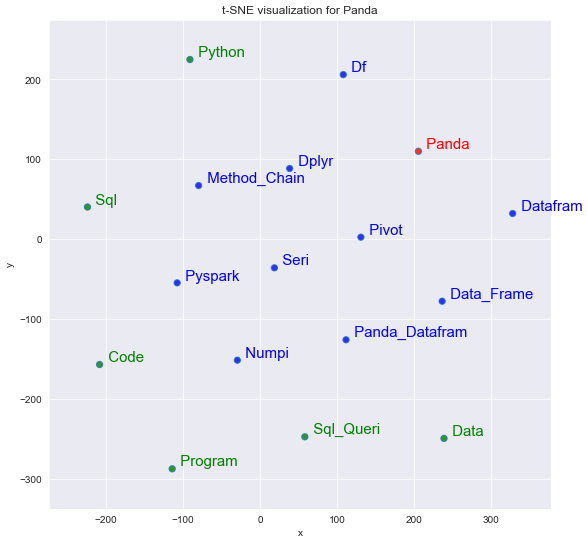 t-SNE visualization for Panda
Python
Df
Panda
Dplyr
Method_Chain
Sql
Datafram
Pivot
Seri
Pyspark
Data_Frame
Panda_Datafram
Numpi
Code
Sql_Queri
Data
Program
200
100
0
−100
−200
−300
y
−200 −100 0 100 200 300
x